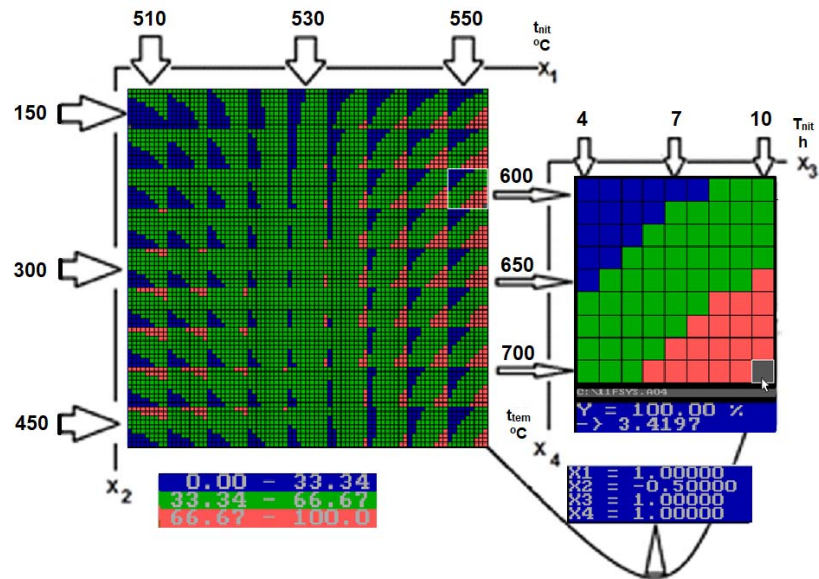 510 530 550
t_nit °C
X1
150
300
450
X2
4 7 10
T_nit h
X3
600
650
700
t_tem °C
X4
C:\11FSYS.A04
Y = 100.00 %
-> 3.4197
0.00 - 33.34
33.34 - 66.67
66.67 - 100.0
X1 = 1.00000
X2 = -0.50000
X3 = 1.00000
X4 = 1.00000